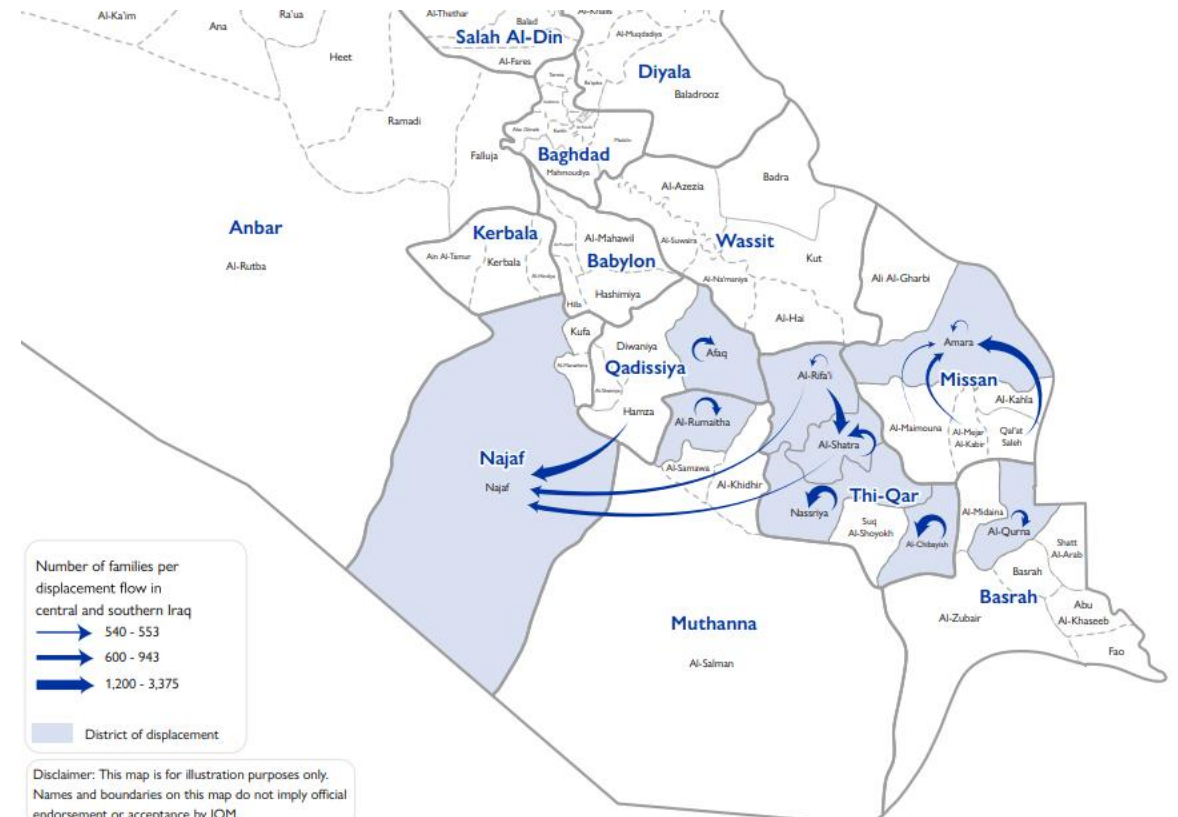 Al-Ka'im
Ra'ua
Ana
Al-Thethar
Balad
Al-Khalis
Salah Al-Din
Al-Muqdadiya
Heet
Al-Fares
Diyala
Tarmia
Ba'quba
Baladrooz
Ramadi
Falluja
Baghdad
Mahmoudiya
Badra
Al-Azezia
Anbar
Kerbala
Al-Mahawil
Al-Suwaira
Wassit
Ain Al-Tamur
Kerbala
Babylon
Kut
Al-Rutba
Al-Na'maniya
Ali Al-Gharbi
Hashimiya
Hilla
Al-Hai
Kufa
Diwaniya
Afaq
Amara
Qadissiya
Al-Rifa'i
Missan
Al-Kahla
Hamza
Al-Rumaitha
Al-Maimouna
Al-Mejar
Al-Kabir
Qal'at
Saleh
Al-Shatra
Najaf
Najaf
Al-Samawa
Al-Khidhir
Thi-Qar
Nassriya
Suq
Al-Shoyokh
Al-Chibayish
Al-Midaina
Al-Qurna
Shatt
Al-Arab
Basrah
Basrah
Abu
Al-Khaseeb
Al-Zubair
Fao
Muthanna
Al-Salman
Number of families per
displacement flow in
central and southern Iraq
540 - 553
600 - 943
1,200 - 3,375
District of displacement
Disclaimer: This map is for illustration purposes only.
Names and boundaries on this map do not imply official
endorsement or acceptance by IOM